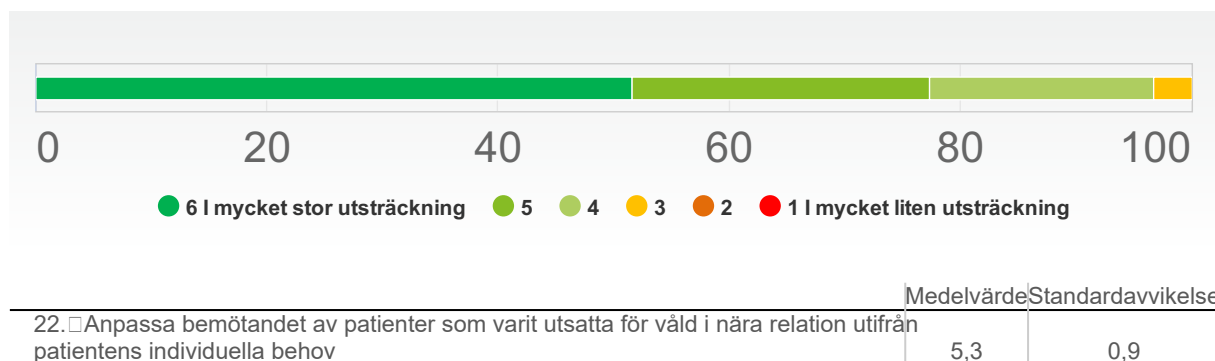 0 20 40 60 80 100
6 I mycket stor utsträckning 5 4 3 2 1 I mycket liten utsträckning
Medelvärde Standardavvikelse
22.□Anpassa bemötandet av patienter som varit utsatta för våld i nära relation utifrån
patientens individuella behov 5,3 0,9